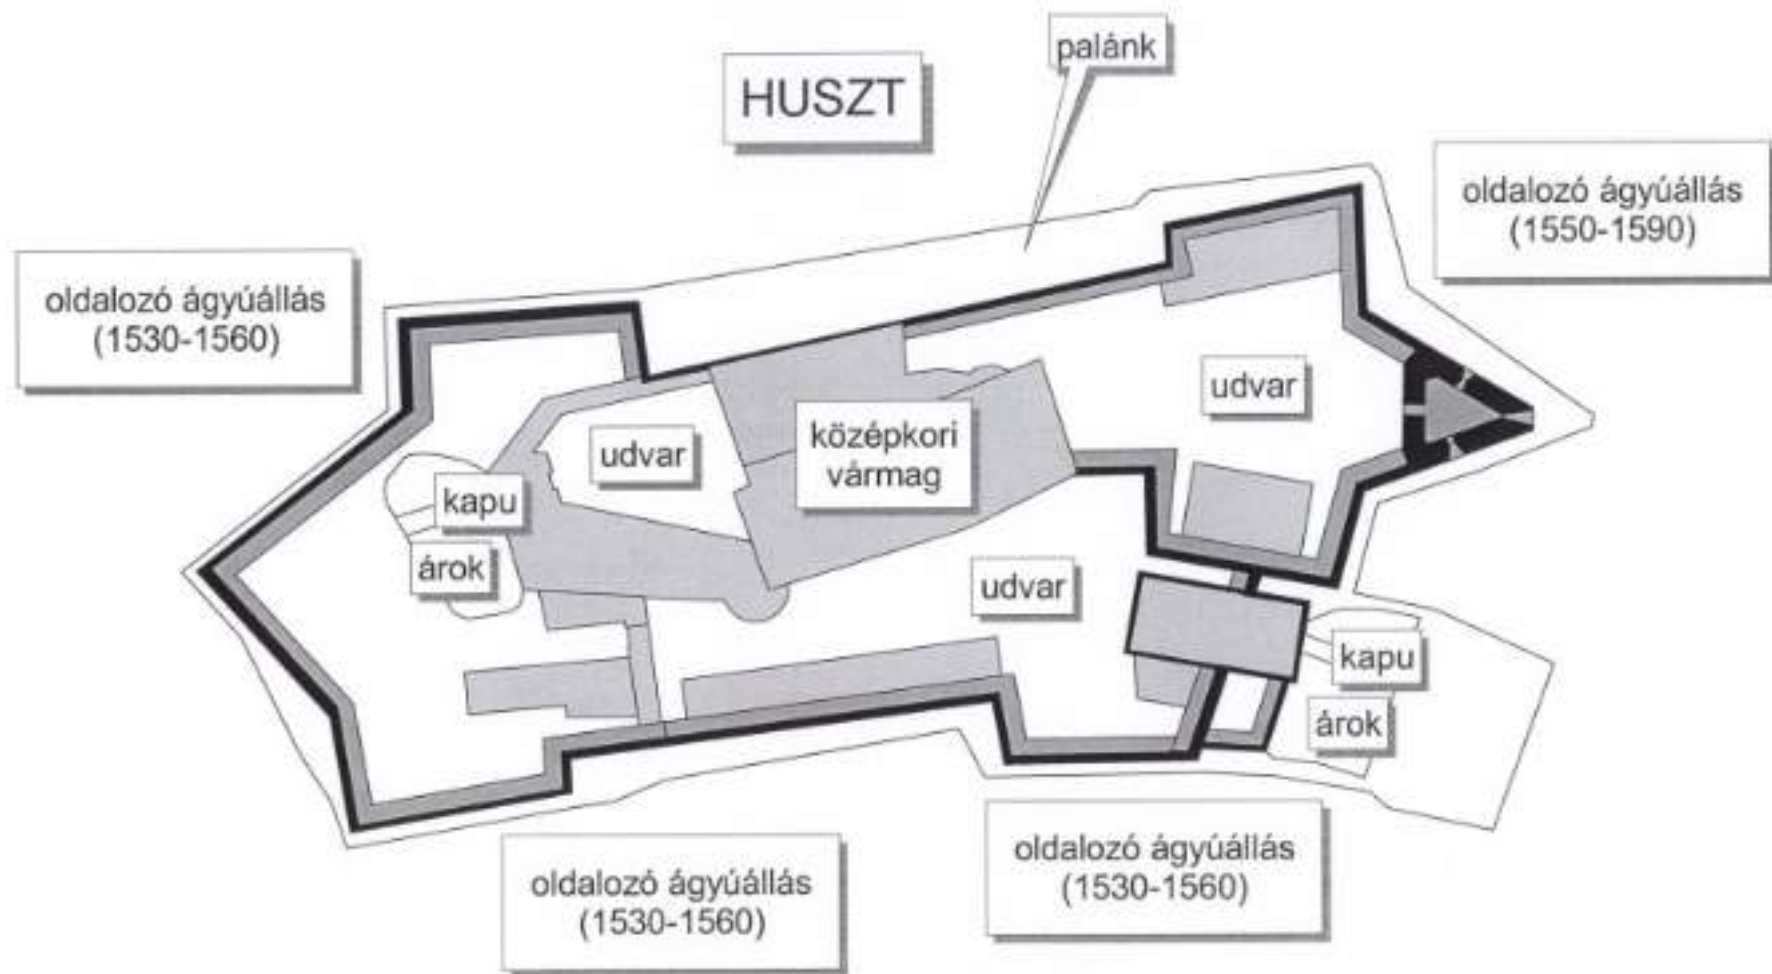 palánk
HUSZT
oldalozó ágyúállás
(1550-1590)
oldalozó ágyúállás
(1530-1560)
udvar
udvar
középkori
vármag
kapu
árok
udvar
kapu
árok
oldalozó ágyúállás
(1530-1560)
oldalozó ágyúállás
(1530-1560)